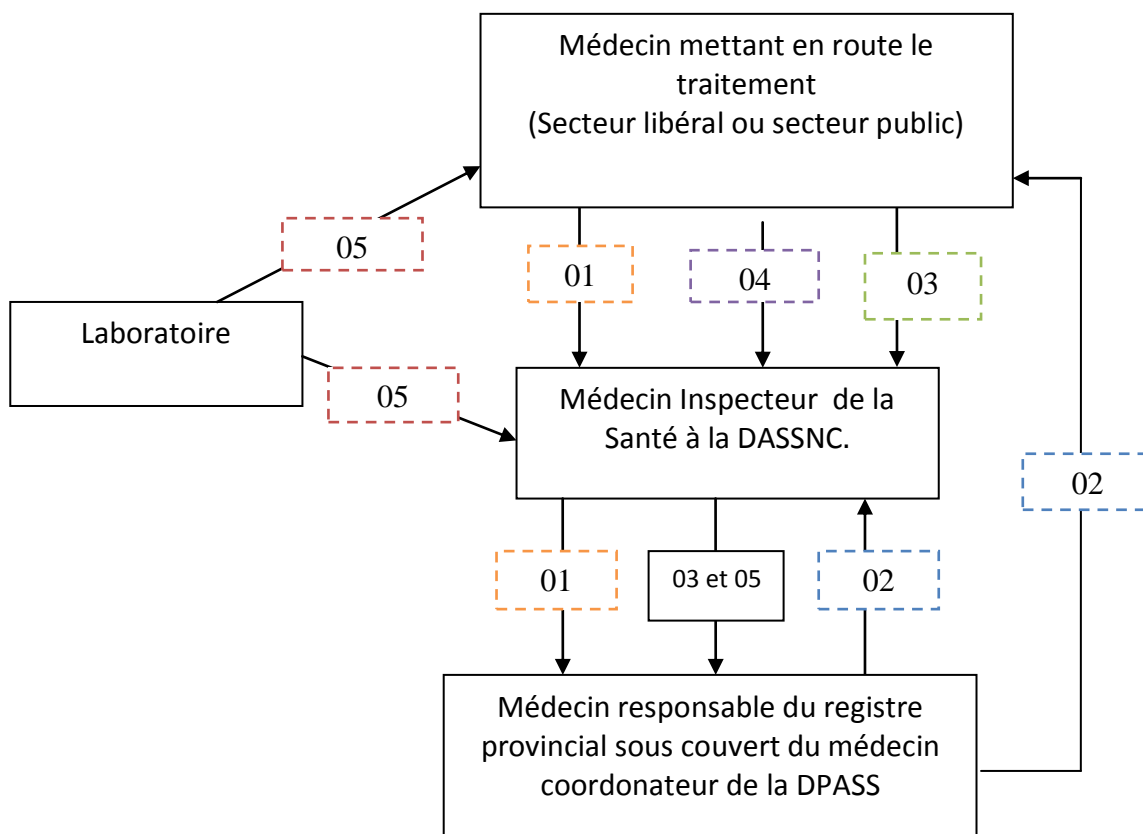 Médecin mettant en route le
traitement
(Secteur libéral ou secteur public)
05
01
04
03
Laboratoire
05
Médecin Inspecteur de la
Santé à la DASSNC.
02
01
03 et 05
02
Médecin responsable du registre
provincial sous couvert du médecin
coordonateur de la DPASS